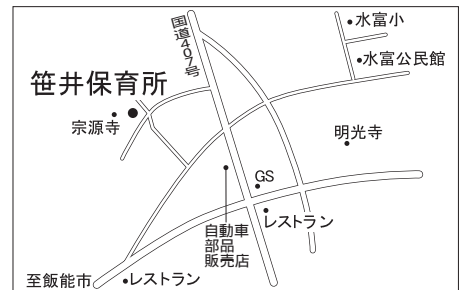 国道407号
水富小
水富公民館
笹井保育所
宗源寺
明光寺
GS
レストラン
自動車
部品
販売店
至飯能市
レストラン